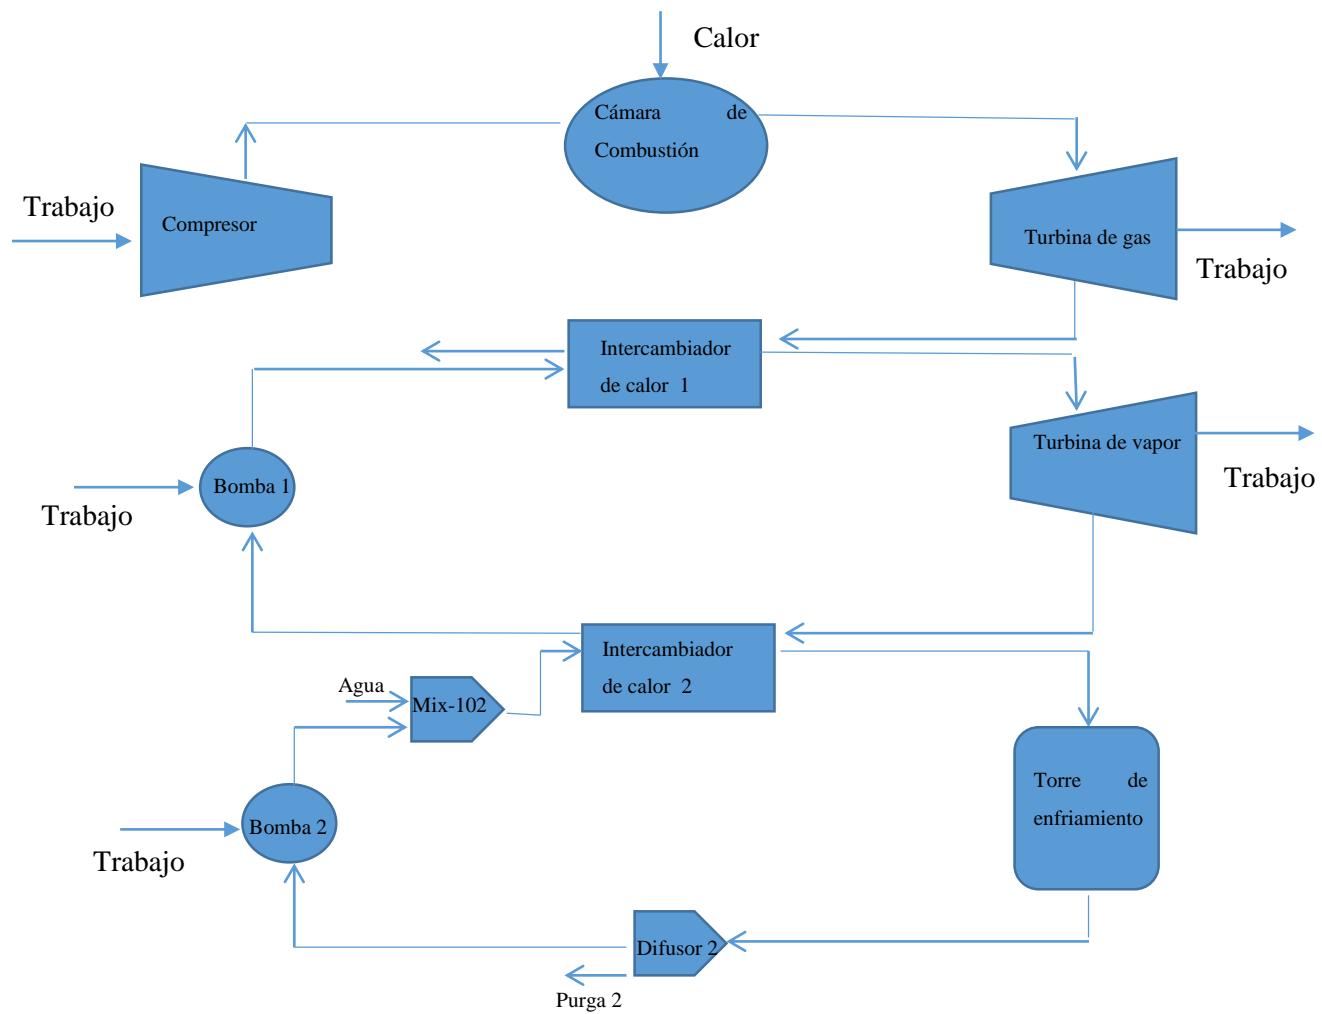 Calor
Cámara de
Combustión
Trabajo
Compresor
Turbina de gas
Trabajo
Intercambiador
de calor 1
Turbina de vapor
Trabajo
Bomba 1
Trabajo
Intercambiador
de calor 2
Agua
Mix-102
Torre de
enfriamiento
Bomba 2
Trabajo
Difusor 2
Purga 2